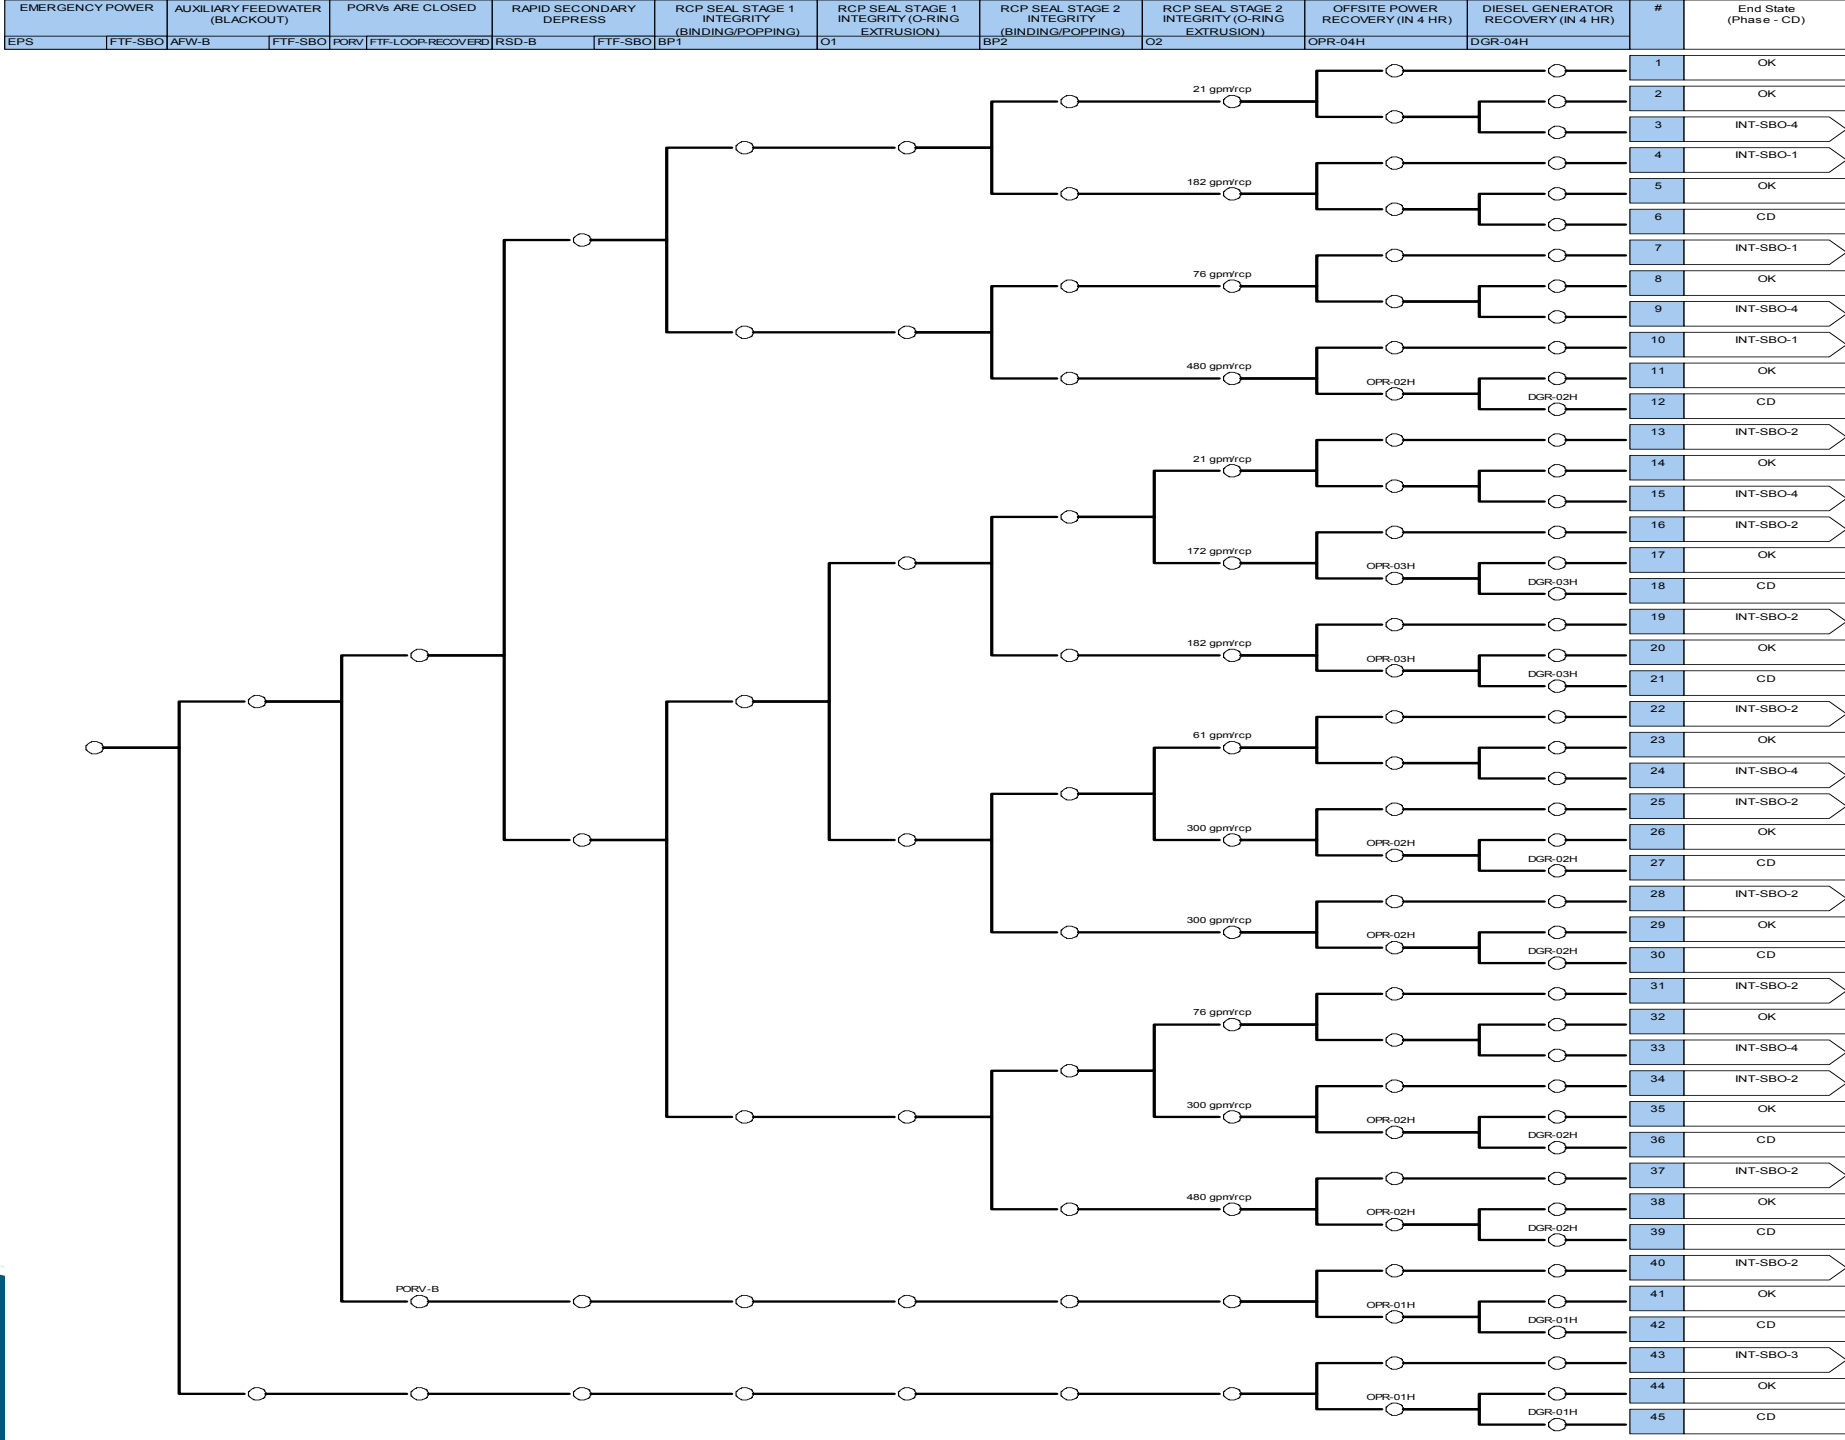 EMERGENCY POWER
AUXILIARY FEEDWATER
(BLACKOUT)
PORVs ARE CLOSED
RAPID SECONDARY
DEPRESS
RCP SEAL STAGE 1
INTEGRITY
(BINDING/POPPING)
RCP SEAL STAGE 1
INTEGRITY (O-RING
EXTRUSION)
RCP SEAL STAGE 2
INTEGRITY
(BINDING/POPPING)
RCP SEAL STAGE 2
INTEGRITY (O-RING
EXTRUSION)
OFFSITE POWER
RECOVERY (IN 4 HR)
DIESEL GENERATOR
RECOVERY (IN 4 HR)
#
End State
(Phase - CD)
EPS FTF-SBO AFW-B FTF-SBO PORV FTF-LOOP-RECOVERD RSD-B FTF-SBO BP1 O1 BP2 O2 OPR-04H DGR-04H
1 OK
21 gpm/rcp
2 OK
3 INT-SBO-4
4 INT-SBO-1
182 gpm/rcp
5 OK
6 CD
7 INT-SBO-1
76 gpm/rcp
8 OK
9 INT-SBO-4
10 INT-SBO-1
480 gpm/rcp
11 OK
OPR-02H
DGR-02H
12 CD
13 INT-SBO-2
21 gpm/rcp
14 OK
15 INT-SBO-4
16 INT-SBO-2
172 gpm/rcp
17 OK
OPR-03H
DGR-03H
18 CD
19 INT-SBO-2
182 gpm/rcp
20 OK
OPR-03H
DGR-03H
21 CD
22 INT-SBO-2
61 gpm/rcp
23 OK
24 INT-SBO-4
25 INT-SBO-2
300 gpm/rcp
26 OK
OPR-02H
DGR-02H
27 CD
28 INT-SBO-2
300 gpm/rcp
29 OK
OPR-02H
DGR-02H
30 CD
31 INT-SBO-2
76 gpm/rcp
32 OK
33 INT-SBO-4
34 INT-SBO-2
300 gpm/rcp
35 OK
OPR-02H
DGR-02H
36 CD
37 INT-SBO-2
480 gpm/rcp
38 OK
OPR-02H
DGR-02H
39 CD
40 INT-SBO-2
PORV-B
41 OK
OPR-01H
DGR-01H
42 CD
43 INT-SBO-3
44 OK
OPR-01H
DGR-01H
45 CD